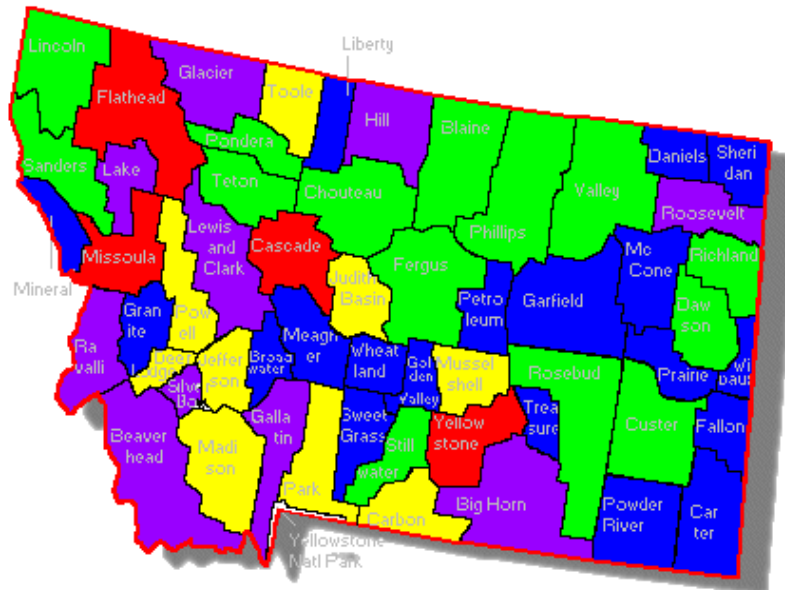 Liberty
Lincoln
Glacier
Flathead
Toole
Hill
Blaine
Daniels
Sheri
dan
Pondera
Sanders
Lake
Teton
Chouteau
Valley
Roosevelt
Lewis
and
Clark
Cascade
Phillips
Missoula
Fergus
Mc
Cone
Richland
Mineral
Judith
Basin
Petro
leum
Garfield
Daw
son
Gran
ite
Pow
ell
Meagh
er
Ra
valli
Deer
Lodge
Jeffer
son
Broad
water
Wheat
land
Gol
den
Valley
Mussel
shell
Rosebud
Prairie
Wi
baux
Silver
Bow
Beaver
head
Galla
tin
Sweet
Grass
Still
water
Yellow
stone
Trea
sure
Custer
Fallon
Madi
son
Park
Carbon
Big Horn
Powder
River
Car
ter
Yellowstone
Natl Park